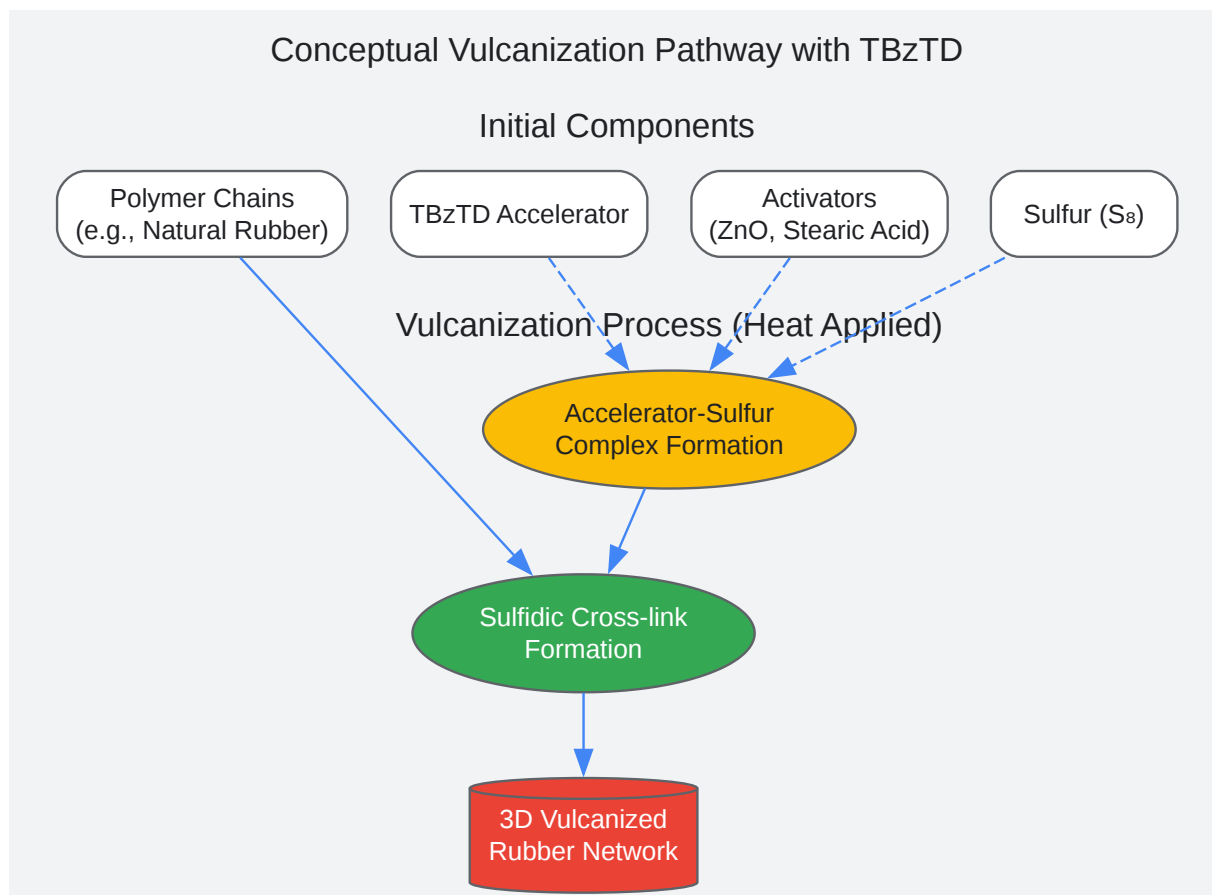 Conceptual Vulcanization Pathway with TBzTD
Initial Components
Polymer Chains
(e.g., Natural Rubber)
TBzTD Accelerator
Activators
(ZnO, Stearic Acid)
Sulfur (S₈)
Vulcanization Process (Heat Applied)
Accelerator-Sulfur
Complex Formation
Sulfidic Cross-link
Formation
3D Vulcanized
Rubber Network